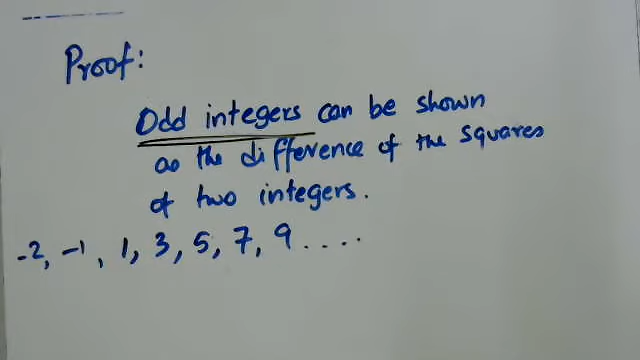 Proof:
Odd integers can be shown
as the difference of the squares
of two integers.
-2, -1, 1, 3, 5, 7, 9 ....